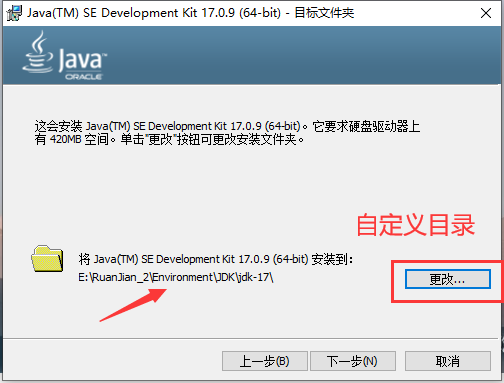 Java(TM) SE Development Kit 17.0.9 (64-bit) - 目标文件夹
Java
ORACLE
这会安装 Java(TM) SE Development Kit 17.0.9 (64-bit)。它要求硬盘驱动器上
有 420MB 空间。单击"更改"按钮可更改安装文件夹。
自定义目录
将 Java(TM) SE Development Kit 17.0.9 (64-bit) 安装到：
E:\RuanJian_2\Environment\JDK\jdk-17\
更改...
上一步(B)
下一步(N)
取消